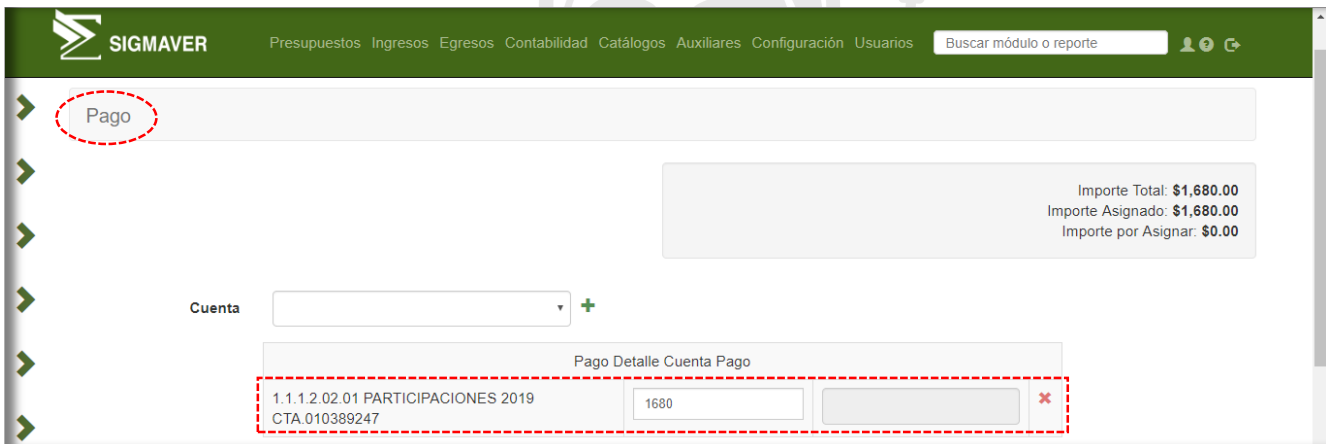 SIGMAVER
Presupuestos Ingresos Egresos Contabilidad Catálogos Auxiliares Configuración Usuarios
Buscar módulo o reporte
Pago
Importe Total: $1,680.00
Importe Asignado: $1,680.00
Importe por Asignar: $0.00
Cuenta
Pago Detalle Cuenta Pago
1.1.1.2.02.01 PARTICIPACIONES 2019
CTA.010389247
1680